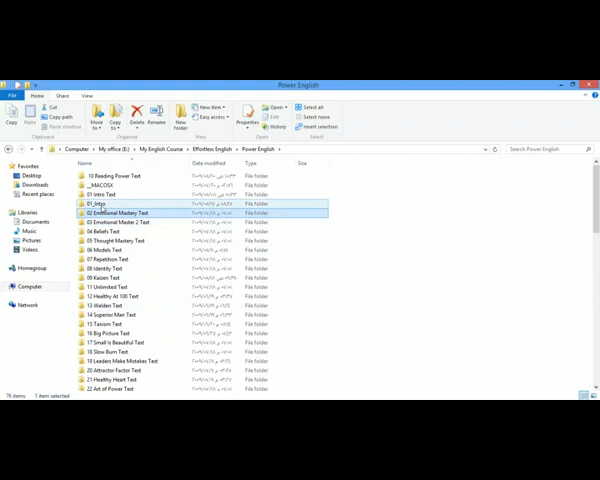 Power English
File Home Share View
Copy Paste Cut Copy path Paste shortcut Move to Copy to Delete Rename New folder New item Easy access Properties Open Edit History Select all Select none Invert selection
Clipboard Organise New Open Select
Computer My office (E:) My English Course Effortless English Power English Search Power English
Name Date modified Type Size
Favorites
Desktop
Downloads
Recent places
Libraries
Documents
Music
Pictures
Videos
Homegroup
Computer
Network
10 Reading Power Text File folder
__MACOSX File folder
01 Intro Text File folder
01_Intro File folder
02 Emotional Mastery Text File folder
03 Emotional Master 2 Text File folder
04 Beliefs Text File folder
05 Thought Mastery Text File folder
06 Models Text File folder
07 Repetition Text File folder
08 Identity Text File folder
09 Kaizen Text File folder
11 Unlimited Text File folder
12 Healthy At 100 Text File folder
13 Walden Text File folder
14 Superior Man Text File folder
15 Taoism Text File folder
16 Big Picture Text File folder
17 Small Is Beautiful Text File folder
18 Slow Burn Text File folder
19 Leaders Make Mistakes Text File folder
20 Attractor Factor Text File folder
21 Healthy Heart Text File folder
22 Art of Power Text File folder
76 items 1 item selected